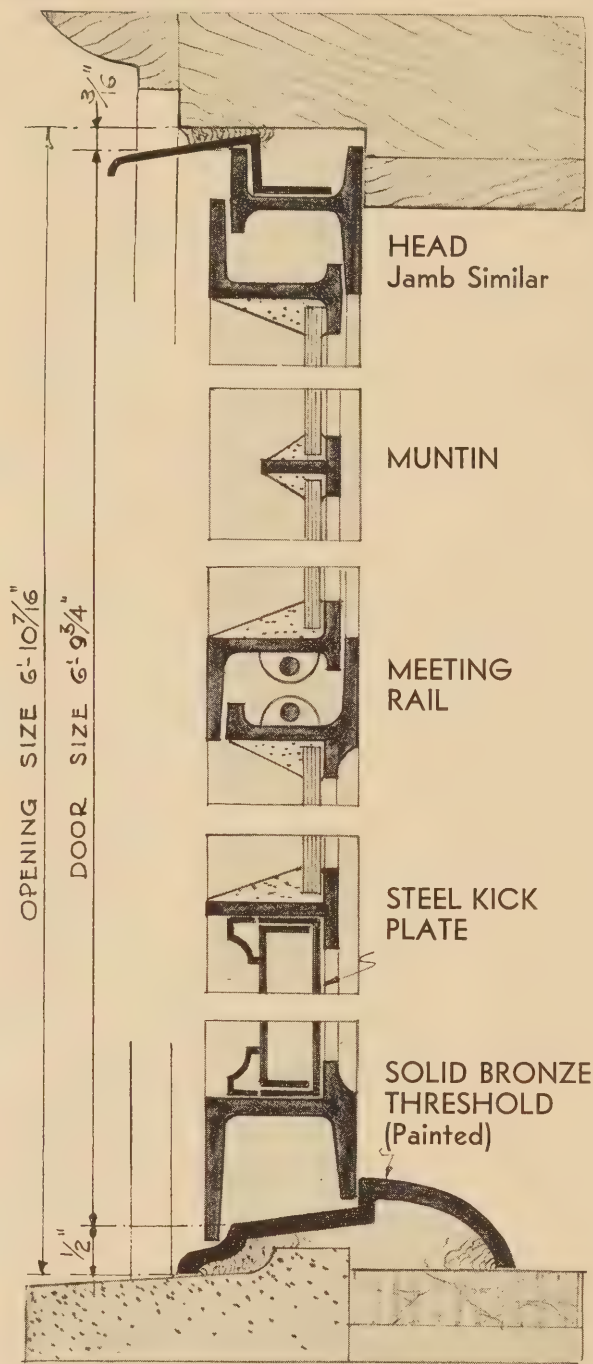 3/16"
HEAD
Jamb Similar
MUNTIN
OPENING SIZE 6'-10 7/16"
DOOR SIZE 6'-9 3/4"
MEETING
RAIL
STEEL KICK
PLATE
SOLID BRONZE
THRESHOLD
(Painted)
1/2"